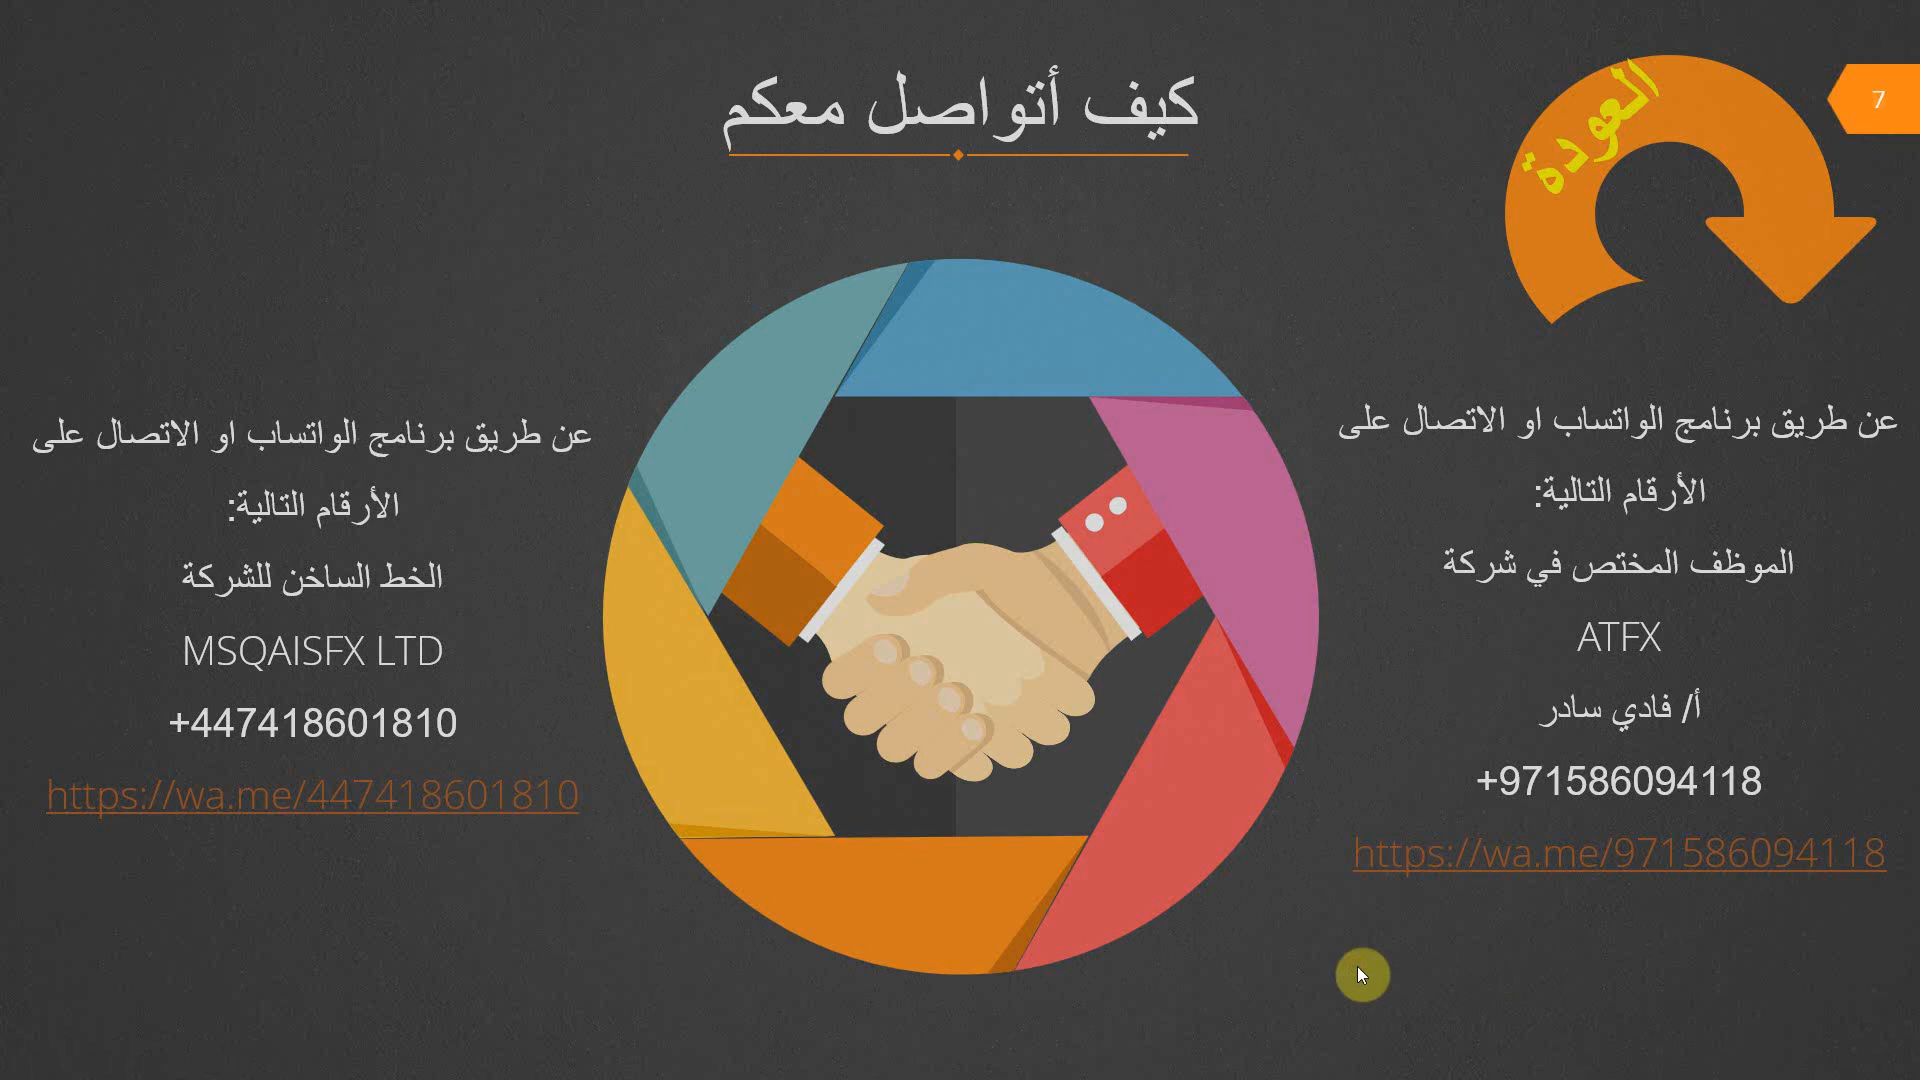 كيف أتواصل معكم
العودة
7
عن طريق برنامج الواتساب او الاتصال على
الأرقام التالية:
الموظف المختص في شركة
ATFX
أ/ فادي سادر
+971586094118
https://wa.me/971586094118
عن طريق برنامج الواتساب او الاتصال على
الأرقام التالية:
الخط الساخن للشركة
MSQAISFX LTD
+447418601810
https://wa.me/447418601810